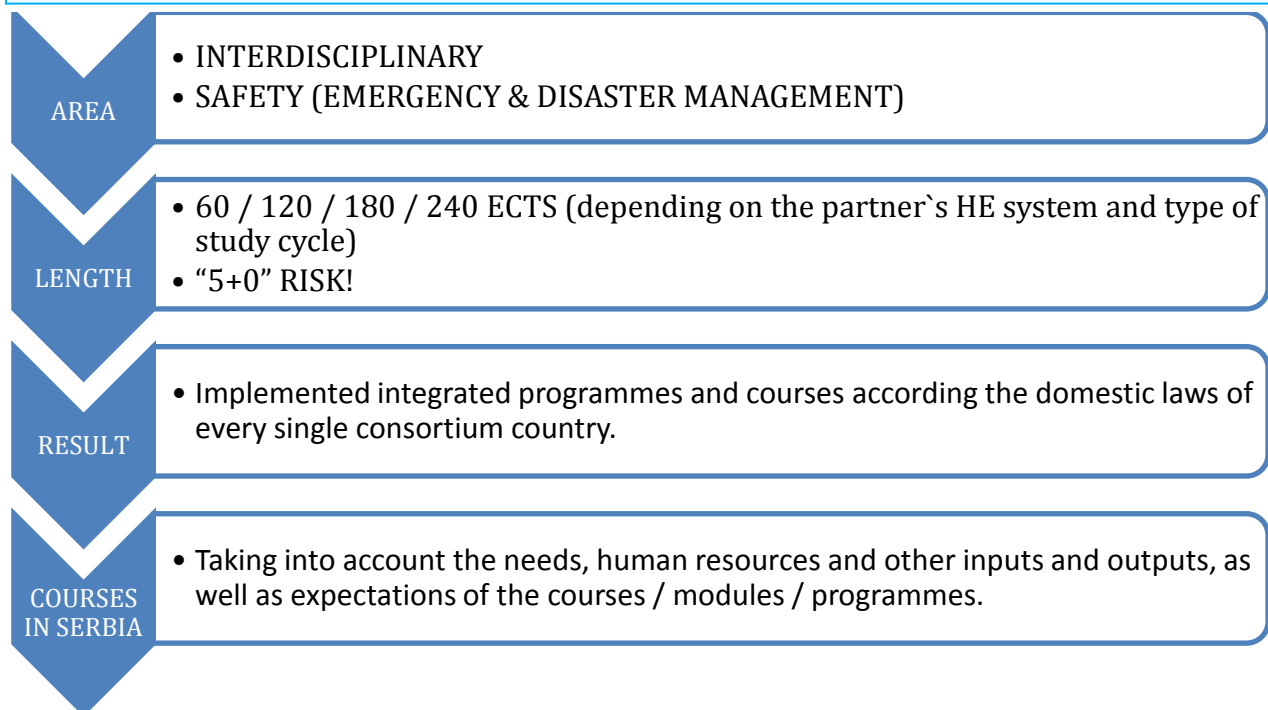 AREA
• INTERDISCIPLINARY
• SAFETY (EMERGENCY & DISASTER MANAGEMENT)
LENGTH
• 60 / 120 / 180 / 240 ECTS (depending on the partner`s HE system and type of
study cycle)
• “5+0” RISK!
RESULT
• Implemented integrated programmes and courses according the domestic laws of
every single consortium country.
COURSES
IN SERBIA
• Taking into account the needs, human resources and other inputs and outputs, as
well as expectations of the courses / modules / programmes.